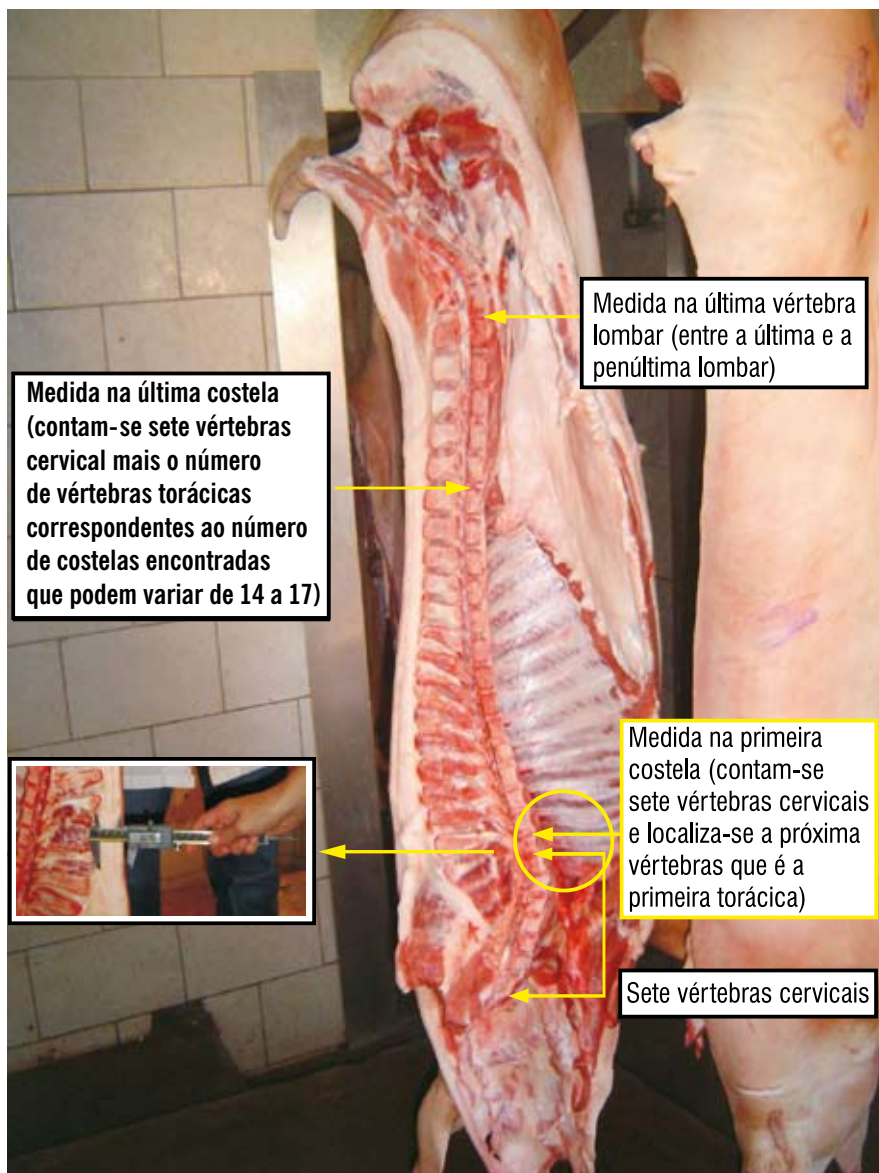 Medida na última vértebra
lombar (entre a última e a
penúltima lombar)
Medida na última costela
(contam-se sete vértebras
cervical mais o número
de vértebras torácicas
correspondentes ao número
de costelas encontradas
que podem variar de 14 a 17)
Medida na primeira
costela (contam-se
sete vértebras cervicais
e localiza-se a próxima
vértebras que é a
primeira torácica)
Sete vértebras cervicais